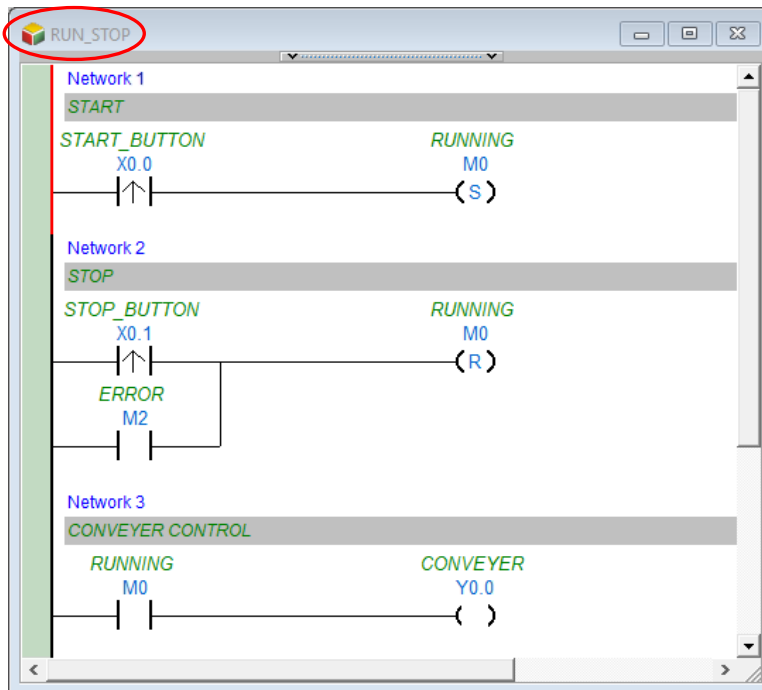 RUN_STOP
Network 1
START
START_BUTTON RUNNING
X0.0 M0
S
Network 2
STOP
STOP_BUTTON RUNNING
X0.1 M0
R
ERROR
M2
Network 3
CONVEYER CONTROL
RUNNING CONVEYER
M0 Y0.0